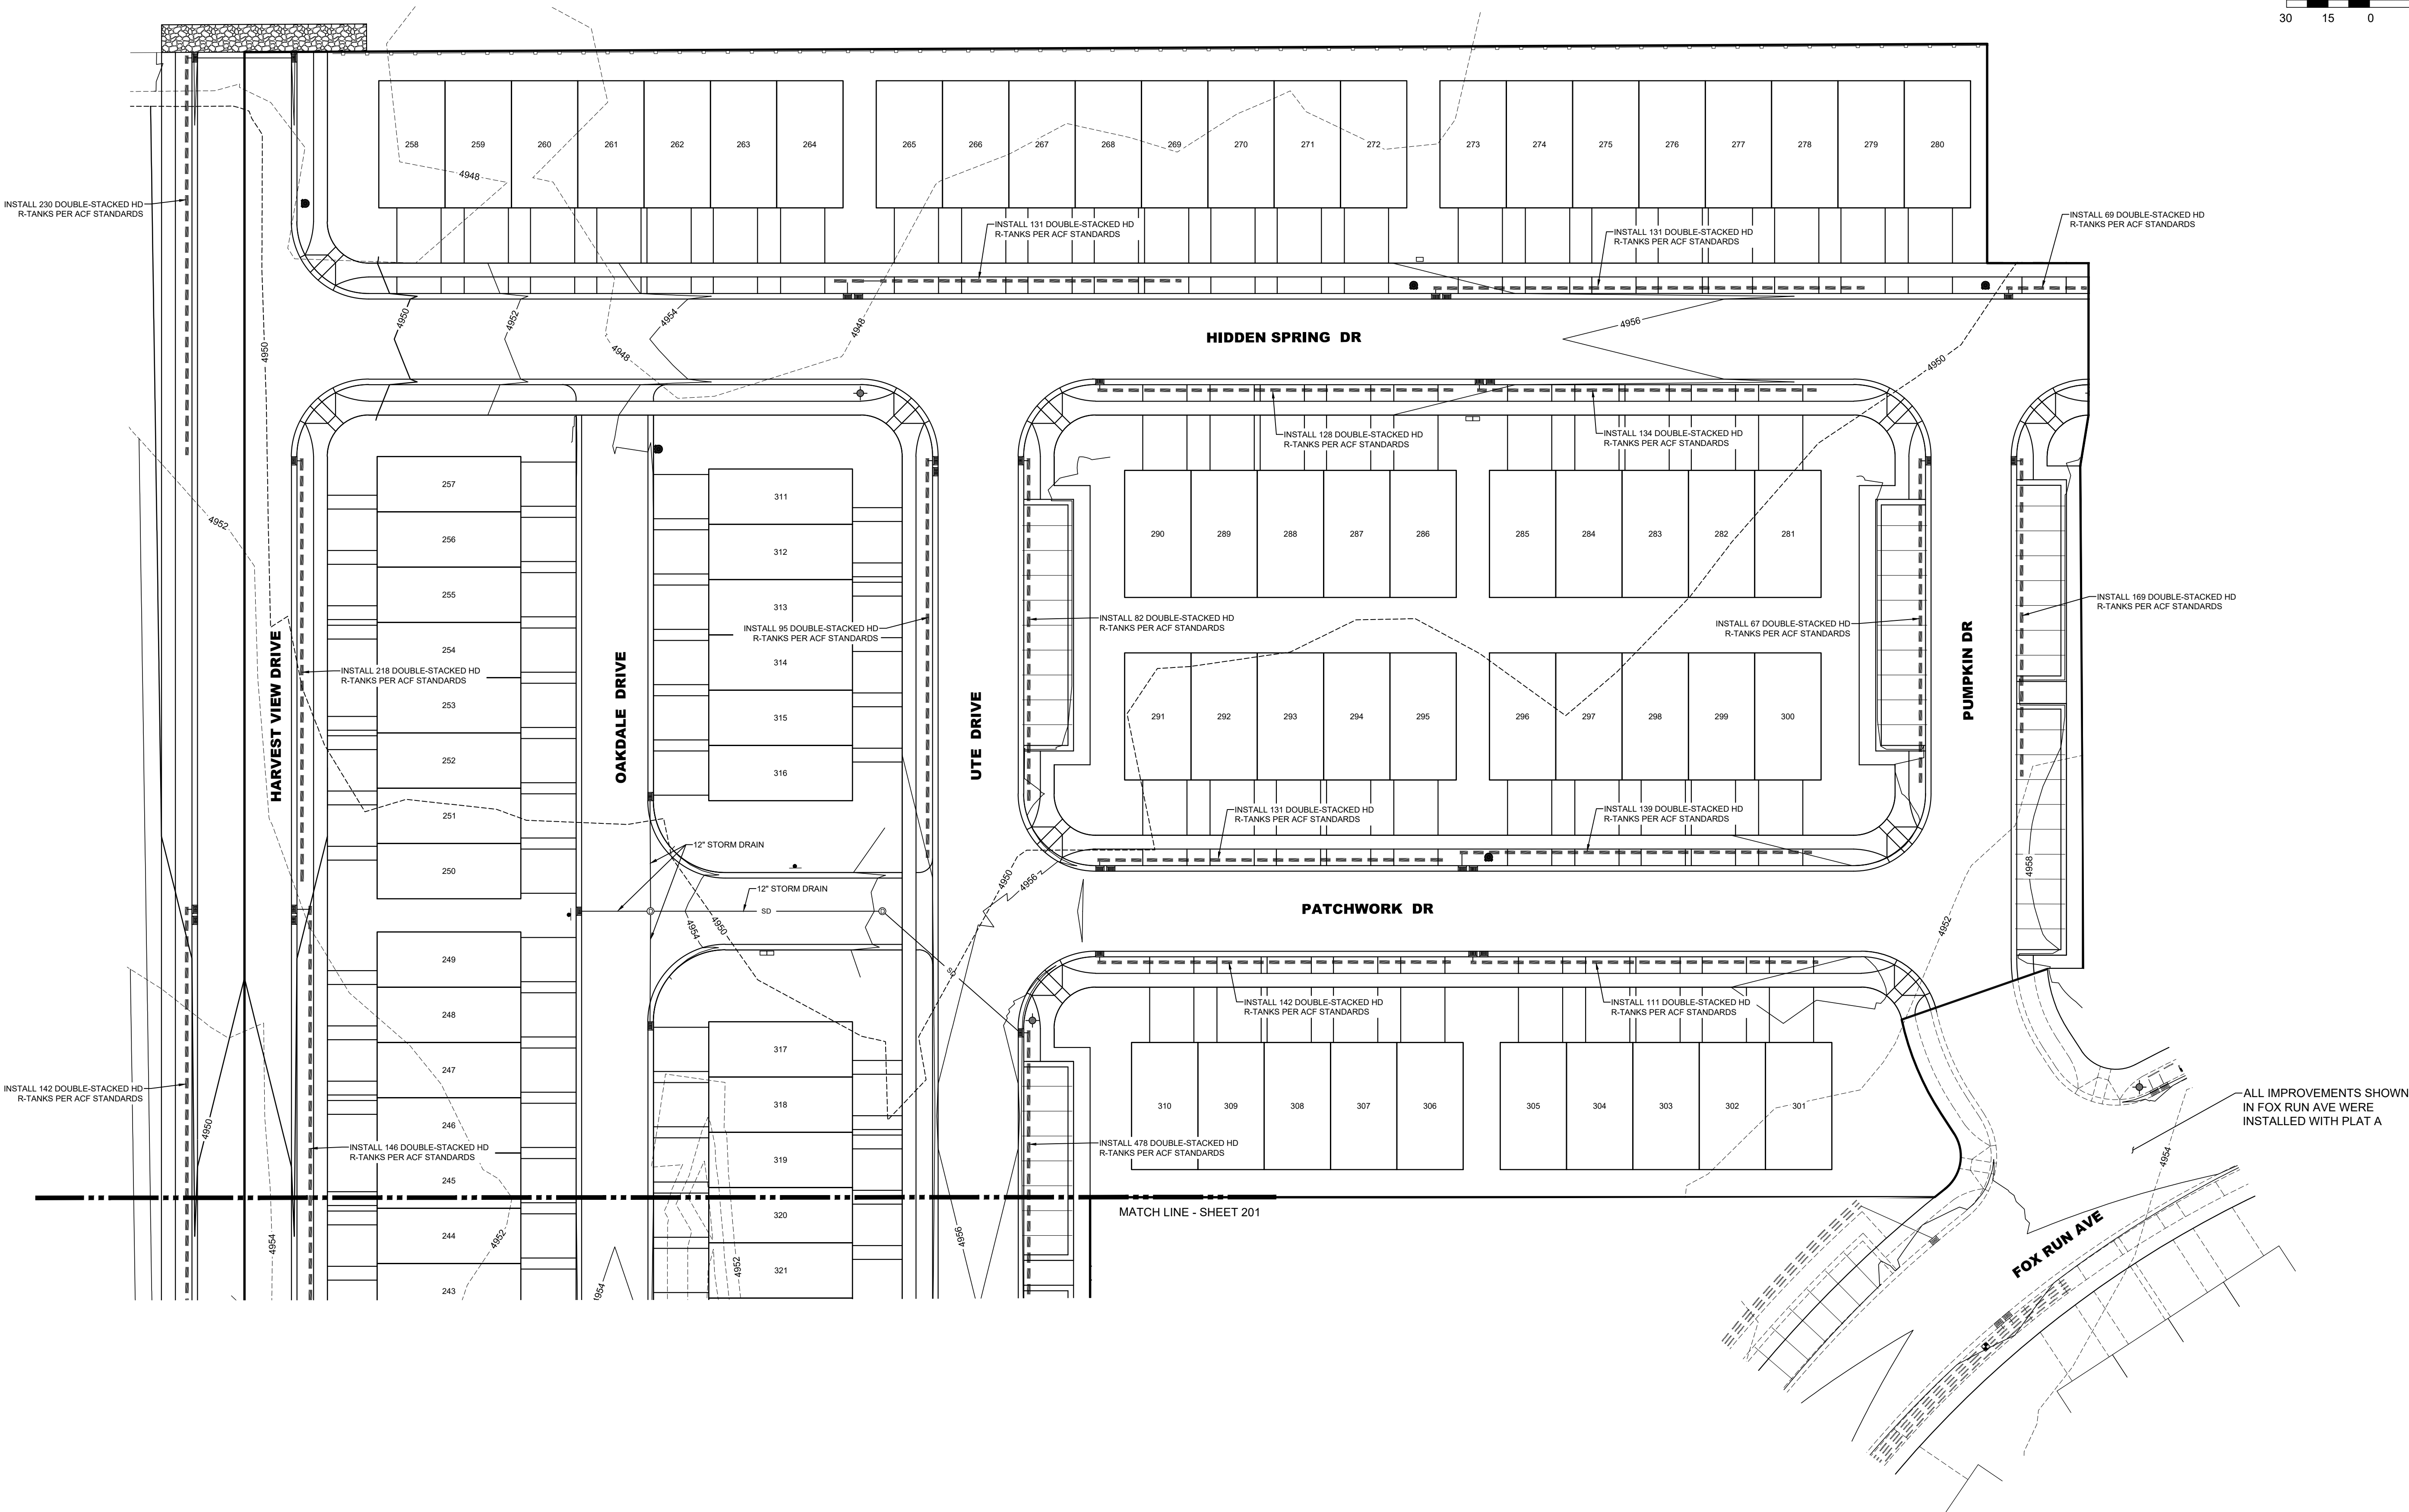 30 15 0
258 259 260 261 262 263 264 265 266 267 268 269 270 271 272 273 274 275 276 277 278 279 280
4948
INSTALL 230 DOUBLE-STACKED HD
R-TANKS PER ACF STANDARDS
INSTALL 131 DOUBLE-STACKED HD
R-TANKS PER ACF STANDARDS
INSTALL 131 DOUBLE-STACKED HD
R-TANKS PER ACF STANDARDS
INSTALL 69 DOUBLE-STACKED HD
R-TANKS PER ACF STANDARDS
4950
4952
4954
4948
4956
HIDDEN SPRING DR
4950
4948
4950
INSTALL 128 DOUBLE-STACKED HD
R-TANKS PER ACF STANDARDS
INSTALL 134 DOUBLE-STACKED HD
R-TANKS PER ACF STANDARDS
4952
257
256
255
254
253
252
251
250
311
312
313
314
315
316
290 289 288 287 286 285 284 283 282 281
INSTALL 95 DOUBLE-STACKED HD
R-TANKS PER ACF STANDARDS
INSTALL 82 DOUBLE-STACKED HD
R-TANKS PER ACF STANDARDS
INSTALL 67 DOUBLE-STACKED HD
R-TANKS PER ACF STANDARDS
INSTALL 169 DOUBLE-STACKED HD
R-TANKS PER ACF STANDARDS
INSTALL 218 DOUBLE-STACKED HD
R-TANKS PER ACF STANDARDS
HARVEST VIEW DRIVE
OAKDALE DRIVE
UTE DRIVE
PUMPKIN DR
291 292 293 294 295 296 297 298 299 300
INSTALL 131 DOUBLE-STACKED HD
R-TANKS PER ACF STANDARDS
INSTALL 139 DOUBLE-STACKED HD
R-TANKS PER ACF STANDARDS
12" STORM DRAIN
12" STORM DRAIN
SD
4954
4950
4950
4956
4958
PATCHWORK DR
4952
SD
249
248
247
246
245
244
243
317
318
319
320
321
INSTALL 142 DOUBLE-STACKED HD
R-TANKS PER ACF STANDARDS
INSTALL 111 DOUBLE-STACKED HD
R-TANKS PER ACF STANDARDS
310 309 308 307 306 305 304 303 302 301
INSTALL 142 DOUBLE-STACKED HD
R-TANKS PER ACF STANDARDS
INSTALL 146 DOUBLE-STACKED HD
R-TANKS PER ACF STANDARDS
INSTALL 478 DOUBLE-STACKED HD
R-TANKS PER ACF STANDARDS
ALL IMPROVEMENTS SHOWN
IN FOX RUN AVE WERE
INSTALLED WITH PLAT A
4950
4954
MATCH LINE - SHEET 201
4954
4952
4954
4952
4956
FOX RUN AVE